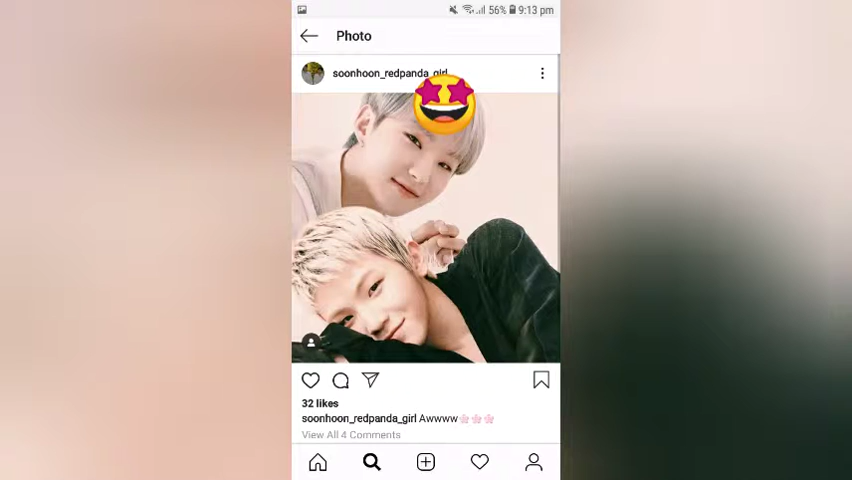 56% 9:13 pm
Photo
soonhoon_redpanda_girl
32 likes
soonhoon_redpanda_girl Awwww
View All 4 Comments